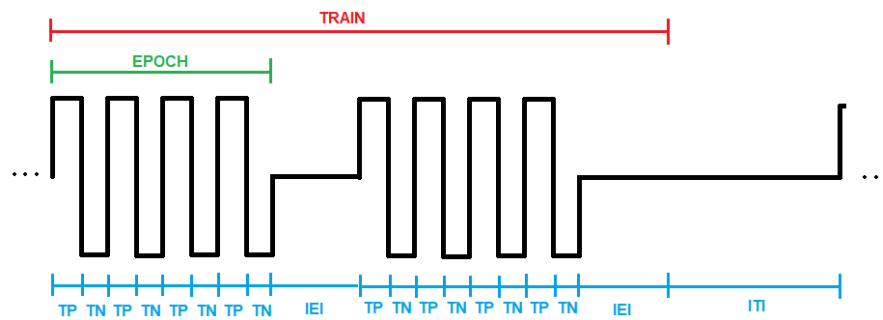 TRAIN
EPOCH
... ..
TP TN TP TN TP TN TP TN IEI TP TN TP TN TP TN TP TN IEI ITI